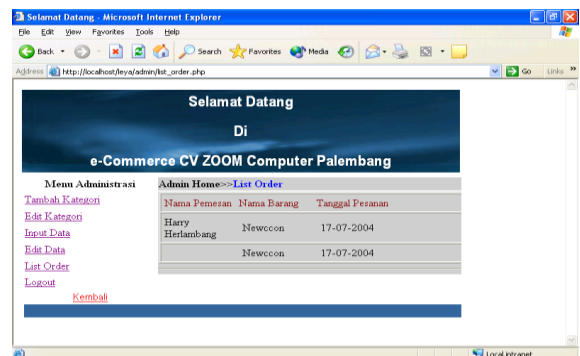 Selamat Datang - Microsoft Internet Explorer
File Edit View Favorites Tools Help
Back Search Favorites Media
Address http://localhost/leya/admin/list_order.php Go Links »
Selamat Datang
Di
e-Commerce CV ZOOM Computer Palembang
Menu Administrasi
Tambah Kategori
Edit Kategori
Input Data
Edit Data
List Order
Logout
Kembali
Admin Home>>List Order
Nama Pemesan Nama Barang Tanggal Pesanan
Harry
Herlambang Newccon 17-07-2004
Newccon 17-07-2004
Local intranet